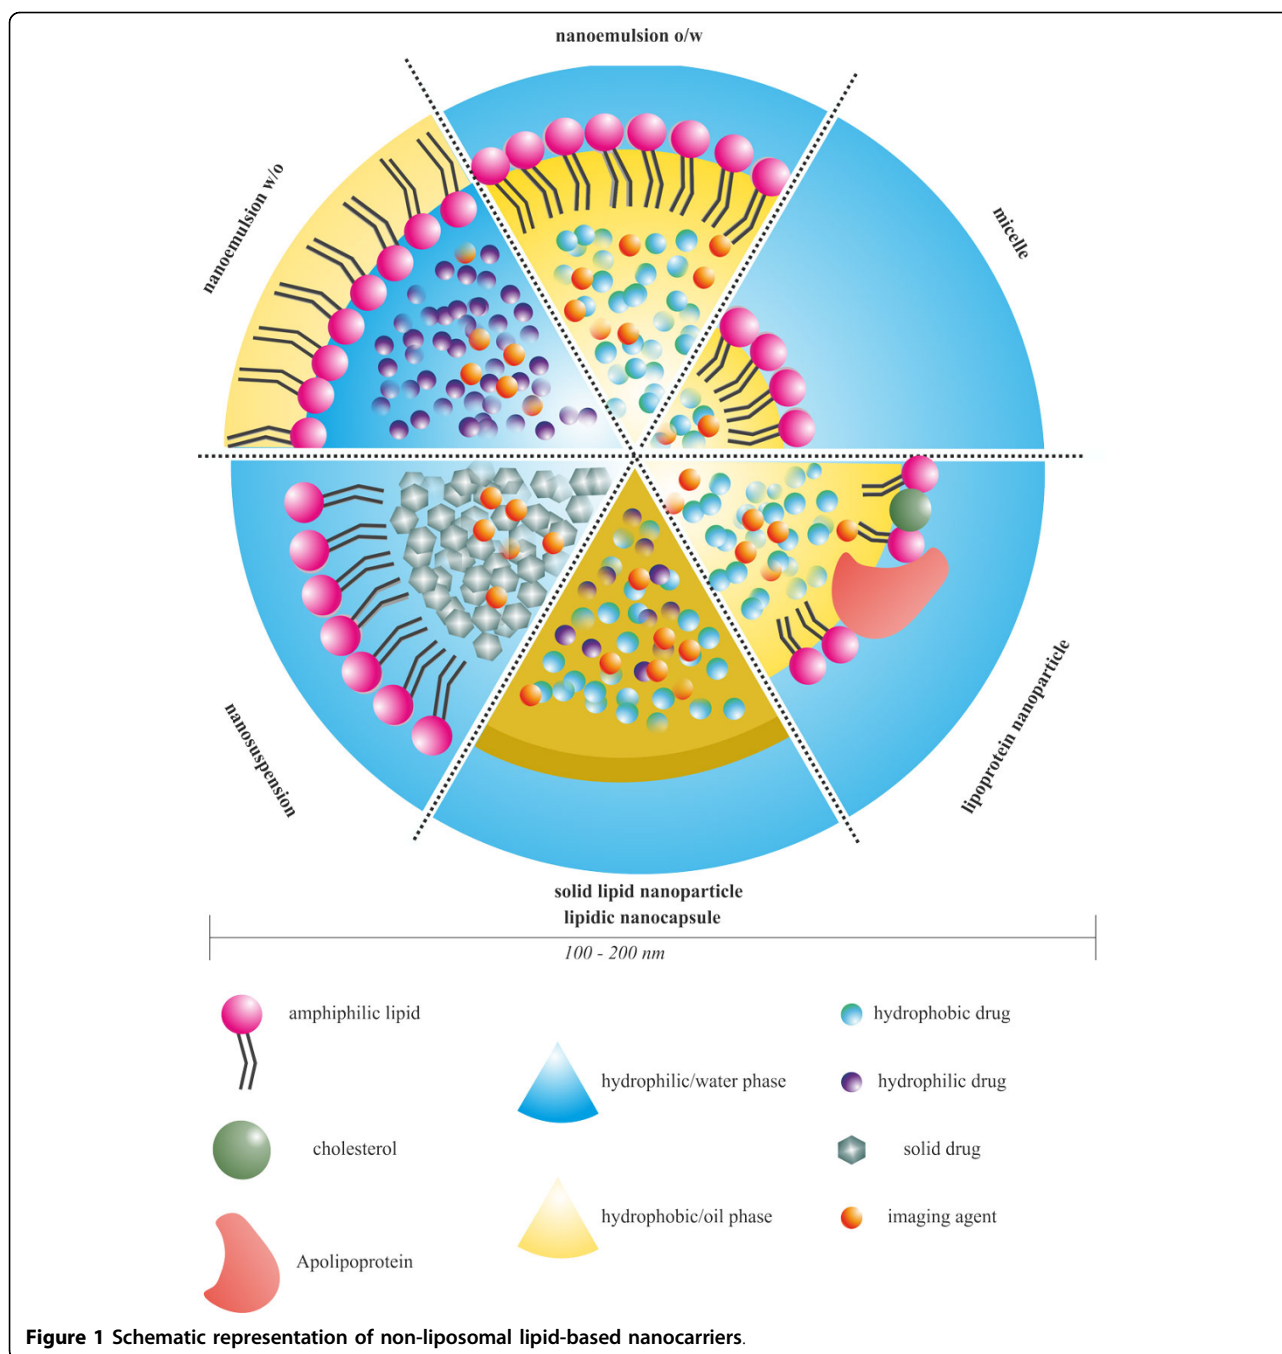 nanoemulsion o/w
nanoemulsion w/o
micelle
nanosuspension
lipoprotein nanoparticle
solid lipid nanoparticle
lipidic nanocapsule
100 - 200 nm
amphiphilic lipid
hydrophobic drug
hydrophilic/water phase
hydrophilic drug
cholesterol
solid drug
hydrophobic/oil phase
imaging agent
Apolipoprotein
Figure 1 Schematic representation of non-liposomal lipid-based nanocarriers.